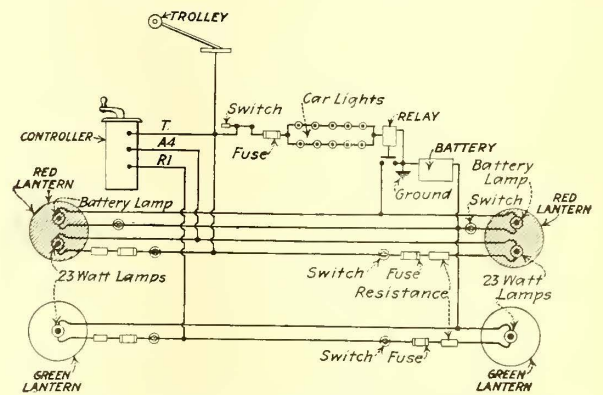 TROLLEY
Switch
Car Lights
RELAY
CONTROLLER
T.
A4
R1
Fuse
BATTERY
Battery
Lamp
RED
LANTERN
Battery Lamp
Ground
Switch
RED
LANTERN
23 Watt Lamps
Switch
Fuse
Resistance
23 Watt
Lamps
GREEN
LANTERN
Switch
Fuse
GREEN
LANTERN